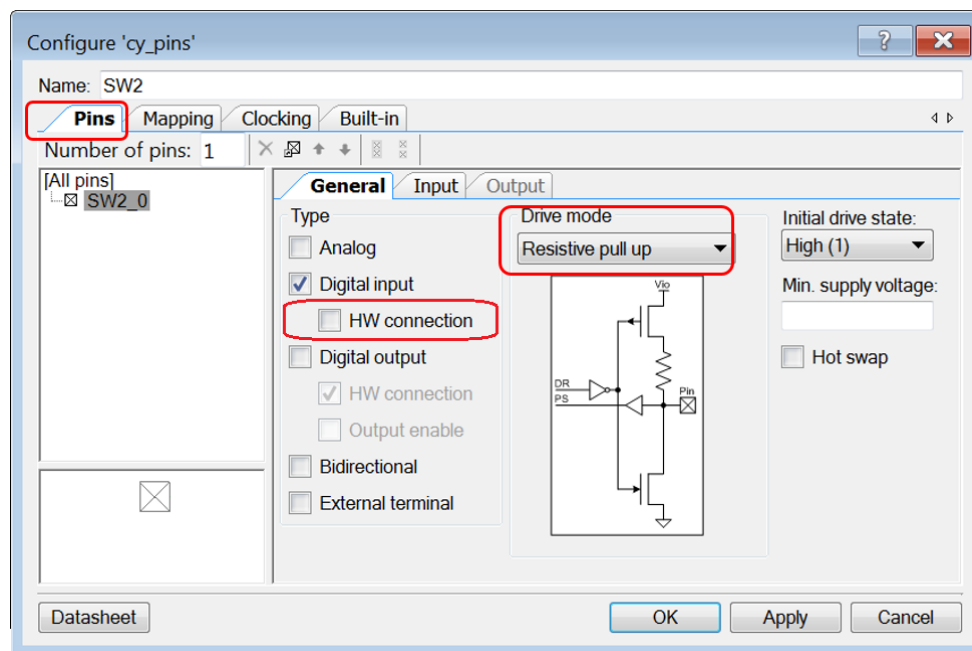 Configure 'cy_pins'
Name: SW2
Pins Mapping Clocking Built-in
Number of pins: 1
[All pins]
SW2_0
General Input Output
Type
Analog
Digital input
HW connection
Digital output
HW connection
Output enable
Bidirectional
External terminal
Drive mode
Resistive pull up
Vio
DR
PS
Pin
Initial drive state:
High (1)
Min. supply voltage:
Hot swap
Datasheet OK Apply Cancel